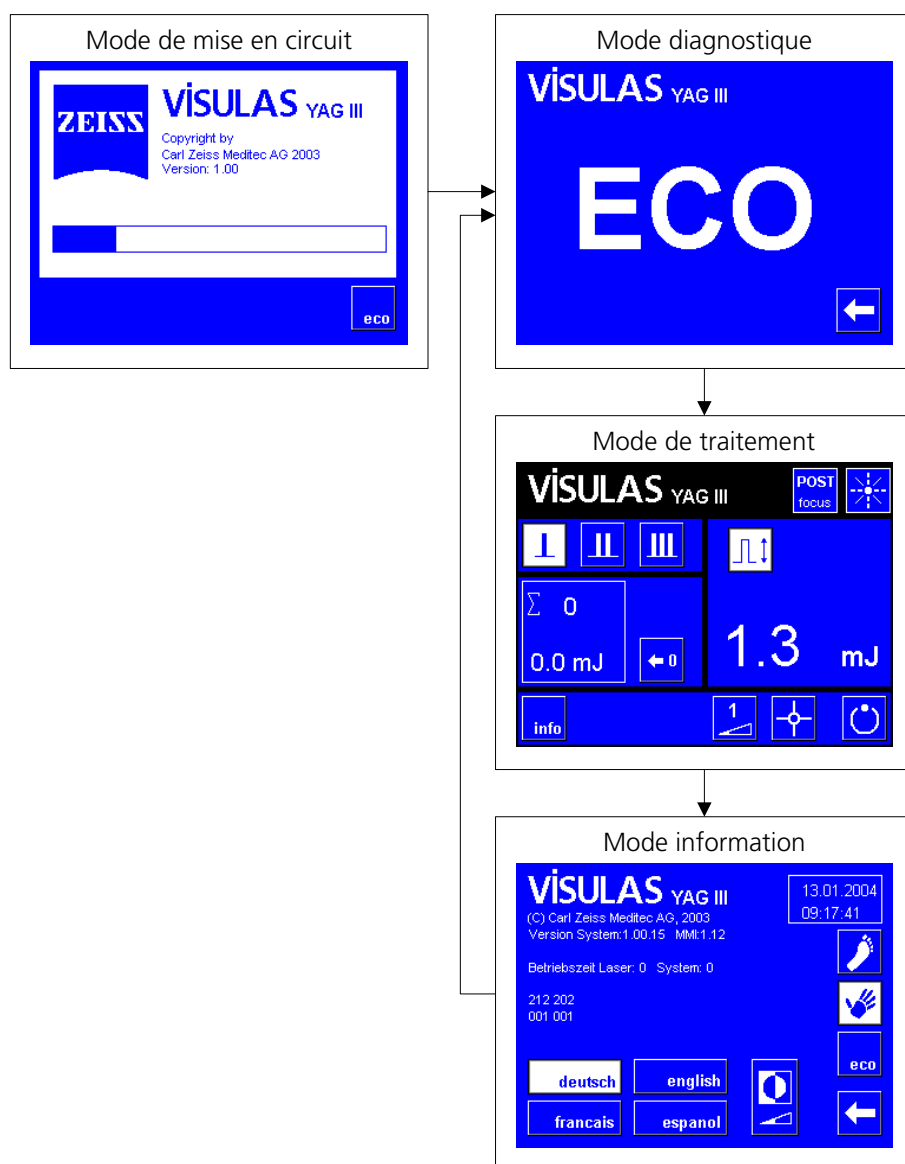 Mode de mise en circuit
ZEISS
VISULAS YAG III
Copyright by
Carl Zeiss Meditec AG 2003
Version: 1.00
eco
Mode diagnostique
VISULAS YAG III
ECO
Mode de traitement
VISULAS YAG III
POST
focus
Σ 0
0.0 mJ
0
1.3 mJ
info
1
Mode information
VISULAS YAG III
(C) Carl Zeiss Meditec AG, 2003
Version System:1.00.15 MMI:1.12
13.01.2004
09:17:41
Betriebszeit Laser: 0 System: 0
212 202
001 001
eco
deutsch
english
francais
espanol